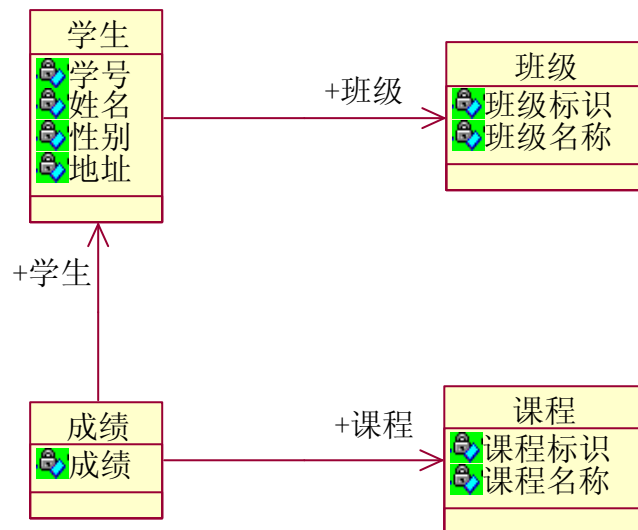 学生
学号
姓名
性别
地址
+班级
班级
班级标识
班级名称
+学生
成绩
成绩
+课程
课程
课程标识
课程名称